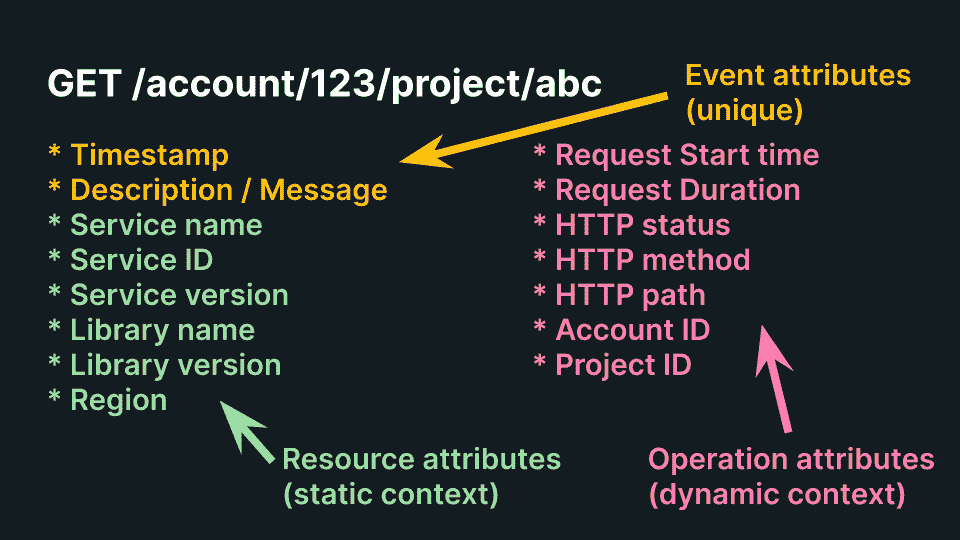 GET /account/123/project/abc
Event attributes
(unique)
* Timestamp
* Description / Message
* Service name
* Service ID
* Service version
* Library name
* Library version
* Region
* Request Start time
* Request Duration
* HTTP status
* HTTP method
* HTTP path
* Account ID
* Project ID
Resource attributes
(static context)
Operation attributes
(dynamic context)